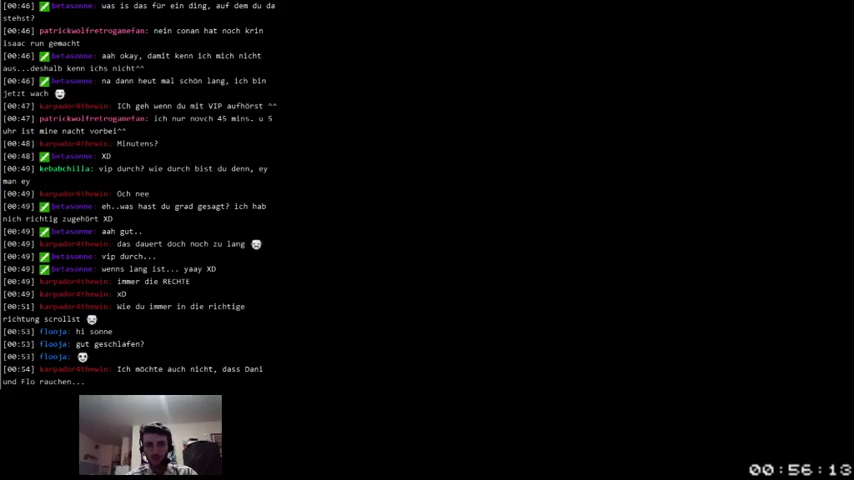 [00:46] betasonne: was is das für ein ding, auf dem du da
stehst?
[00:46] patrickwolfretrogamefan: nein conan hat noch krin
isaac run gemacht
[00:46] betasonne: aah okay, damit kenn ich mich nicht
aus...deshalb kenn ichs nicht^^
[00:46] betasonne: na dann heut mal schön lang, ich bin
jetzt wach
[00:47] karpador4thewin: ICh geh wenn du mit VIP aufhörst ^^
[00:47] patrickwolfretrogamefan: ich nur novch 45 mins. u 5
uhr ist mine nacht vorbei^^
[00:48] karpador4thewin: Minutens?
[00:48] betasonne: XD
[00:49] kebabchilla: vip durch? wie durch bist du denn, ey
man ey
[00:49] karpador4thewin: Och nee
[00:49] betasonne: eh..was hast du grad gesagt? ich hab
nich richtig zugehört XD
[00:49] betasonne: aah gut..
[00:49] karpador4thewin: das dauert doch noch zu lang
[00:49] betasonne: vip durch...
[00:49] betasonne: wenns lang ist... yaay XD
[00:49] karpador4thewin: immer die RECHTE
[00:49] karpador4thewin: xD
[00:51] karpador4thewin: Wie du immer in die richtige
richtung scrollst
[00:53] flooja: hi sonne
[00:53] flooja: gut geschlafen?
[00:53] flooja:
[00:54] karpador4thewin: Ich möchte auch nicht, dass Dani
und Flo rauchen...
00:56:13